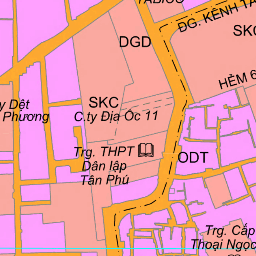 TABICO
ĐG. KÊNH TÂ
DGD
SK
HẺM 6
SKC
y Dệt
Phương
C.ty Địa Ốc 11
Trg. THPT
Dân lập
Tân Phú
ODT
Trg. Cấp
Thoại Ngọc